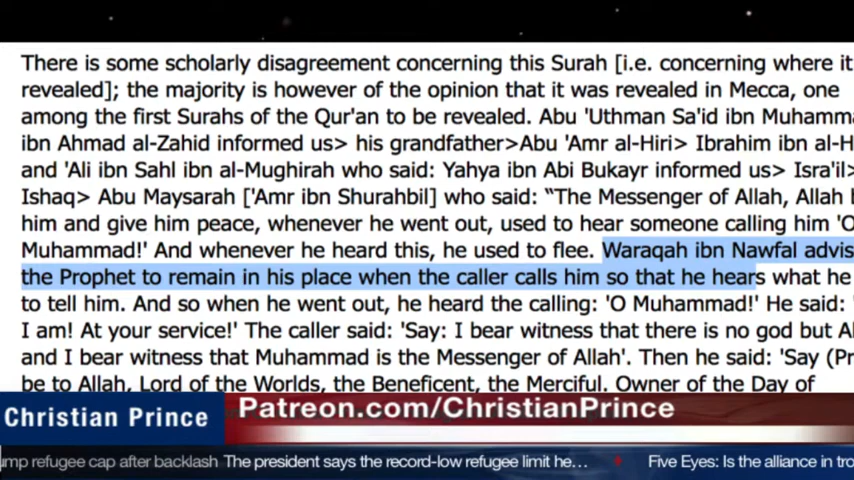 There is some scholarly disagreement concerning this Surah [i.e. concerning where it
revealed]; the majority is however of the opinion that it was revealed in Mecca, one
among the first Surahs of the Qur'an to be revealed. Abu 'Uthman Sa'id ibn Muhamma
ibn Ahmad al-Zahid informed us> his grandfather>Abu 'Amr al-Hiri> Ibrahim ibn al-H
and 'Ali ibn Sahl ibn al-Mughirah who said: Yahya ibn Abi Bukayr informed us> Isra'il>
Ishaq> Abu Maysarah ['Amr ibn Shurahbil] who said: “The Messenger of Allah, Allah b
him and give him peace, whenever he went out, used to hear someone calling him 'O
Muhammad!' And whenever he heard this, he used to flee. Waraqah ibn Nawfal advis
the Prophet to remain in his place when the caller calls him so that he hears what he
to tell him. And so when he went out, he heard the calling: 'O Muhammad!' He said: '
I am! At your service!' The caller said: 'Say: I bear witness that there is no god but Al
and I bear witness that Muhammad is the Messenger of Allah'. Then he said: 'Say (Pr
be to Allah, Lord of the Worlds, the Beneficent, the Merciful. Owner of the Day of
Christian Prince
Patreon.com/ChristianPrince
ump refugee cap after backlash The president says the record-low refugee limit he... Five Eyes: Is the alliance in tro